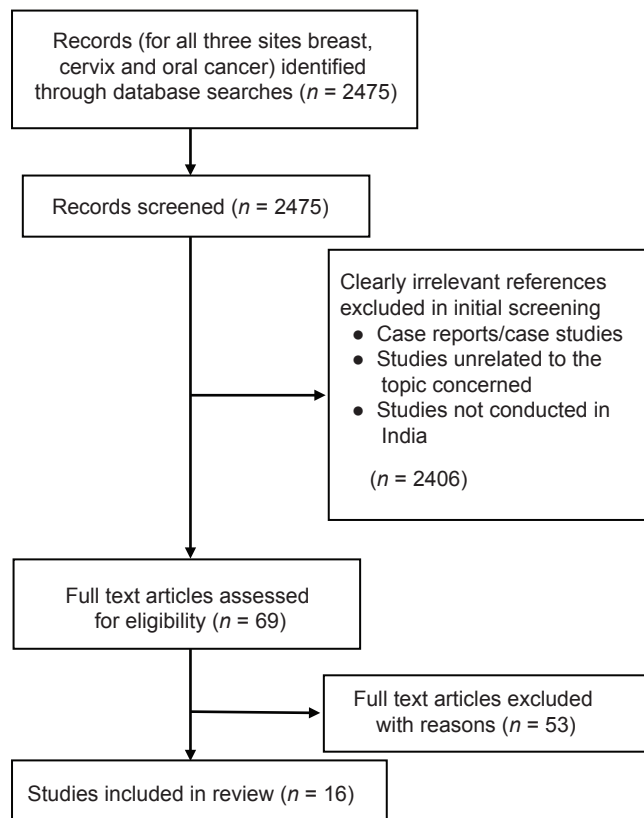 Records (for all three sites breast,
cervix and oral cancer) identified
through database searches (n = 2475)
Records screened (n = 2475)
Clearly irrelevant references
excluded in initial screening
● Case reports/case studies
● Studies unrelated to the
topic concerned
● Studies not conducted in
India
(n = 2406)
Full text articles assessed
for eligibility (n = 69)
Full text articles excluded
with reasons (n = 53)
Studies included in review (n = 16)